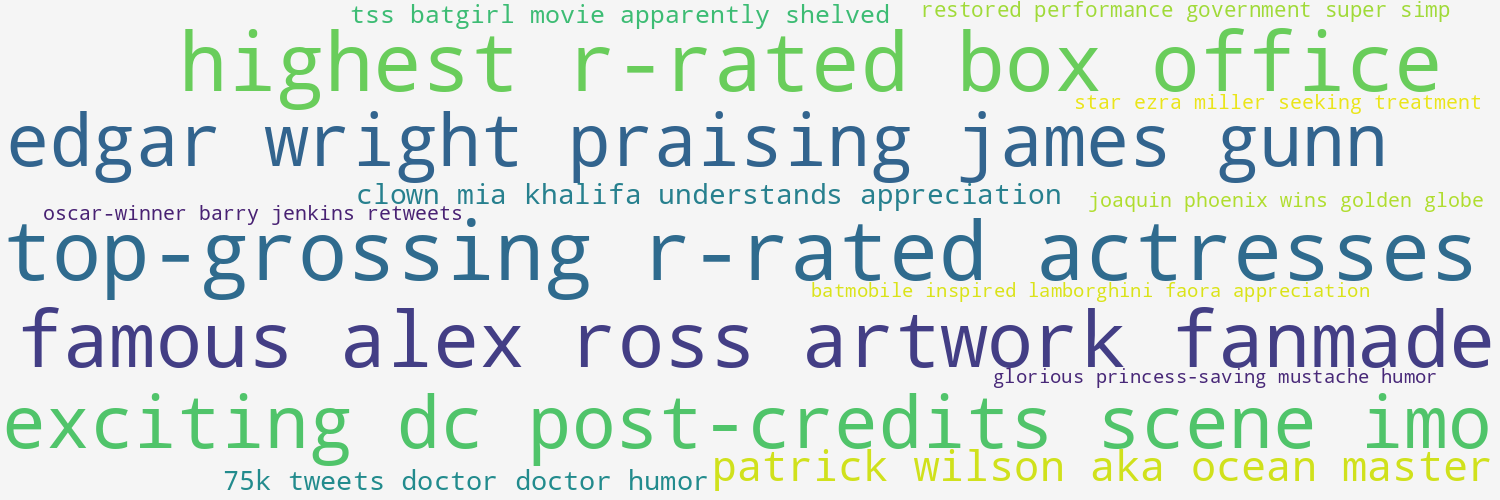 tss batgirl movie apparently shelved
restored performance government super simp
highest r-rated box office
star ezra miller seeking treatment
edgar wright praising james gunn
clown mia khalifa understands appreciation
joaquin phoenix wins golden globe
oscar-winner barry jenkins retweets
top-grossing r-rated actresses
batmobile inspired lamborghini faora appreciation
famous alex ross artwork fanmade
glorious princess-saving mustache humor
exciting dc post-credits scene imo
patrick wilson aka ocean master
75k tweets doctor doctor humor